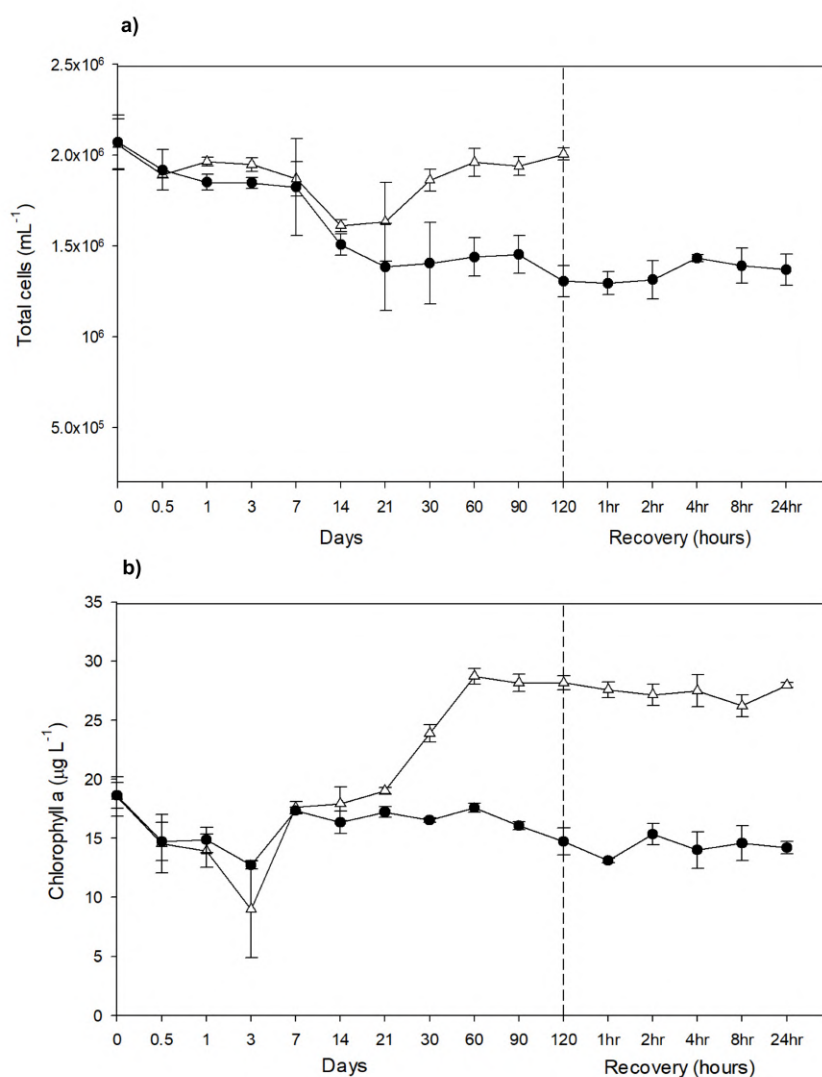 a)
2.5x10⁶
2.0x10⁶
1.5x10⁶
10⁶
5.0x10⁵
Total cells (mL⁻¹)
0 0.5 1 3 7 14 21 30 60 90 120 1hr 2hr 4hr 8hr 24hr
Days Recovery (hours)
b)
35
30
25
20
15
10
5
0
Chlorophyll a (µg L⁻¹)
0 0.5 1 3 7 14 21 30 60 90 120 1hr 2hr 4hr 8hr 24hr
Days Recovery (hours)